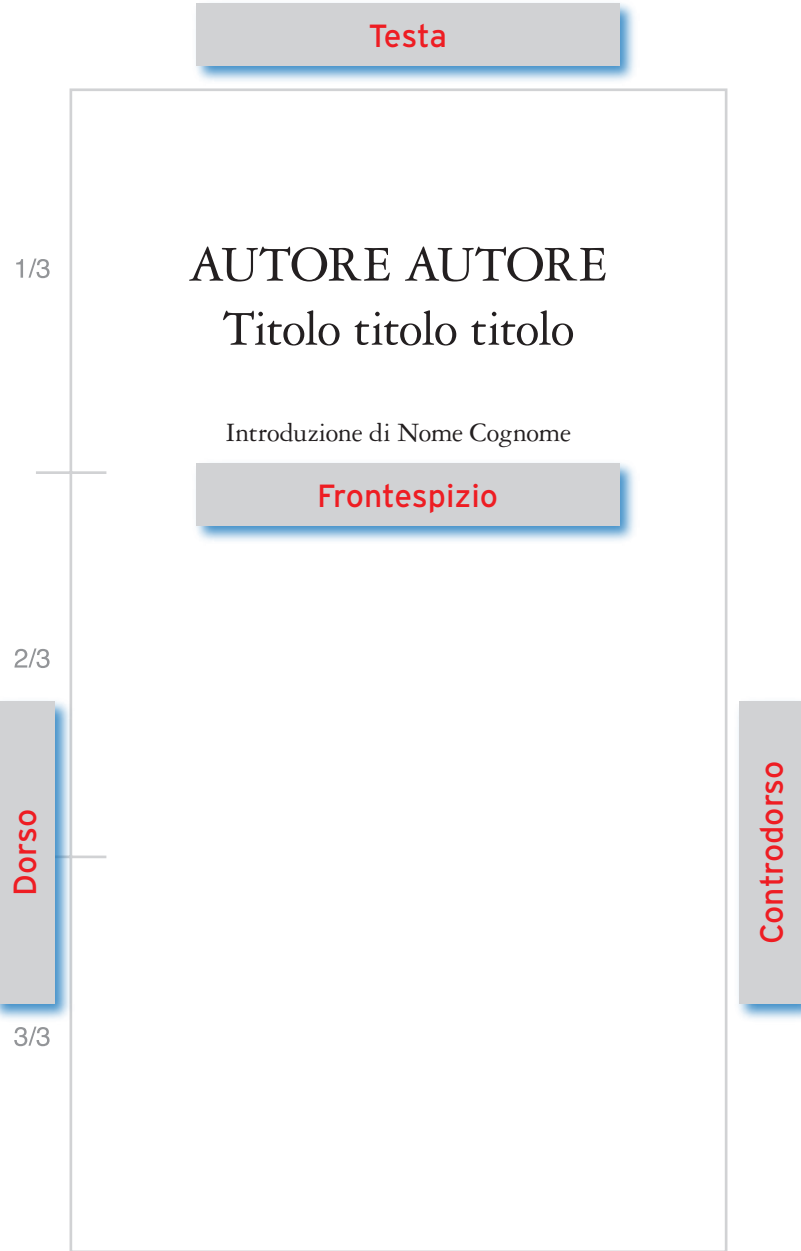 Testa
1/3
AUTORE AUTORE
Titolo titolo titolo
Introduzione di Nome Cognome
Frontespizio
2/3
Dorso
Controdorso
3/3